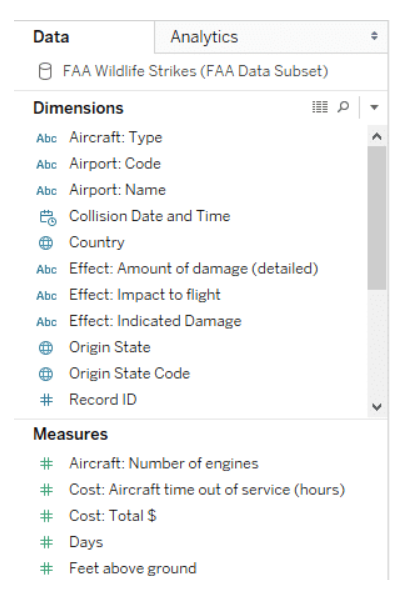 Data Analytics
FAA Wildlife Strikes (FAA Data Subset)
Dimensions
Abc Aircraft: Type
Abc Airport: Code
Abc Airport: Name
Collision Date and Time
Country
Abc Effect: Amount of damage (detailed)
Abc Effect: Impact to flight
Abc Effect: Indicated Damage
Origin State
Origin State Code
# Record ID
Measures
# Aircraft: Number of engines
# Cost: Aircraft time out of service (hours)
# Cost: Total $
# Days
# Feet above ground